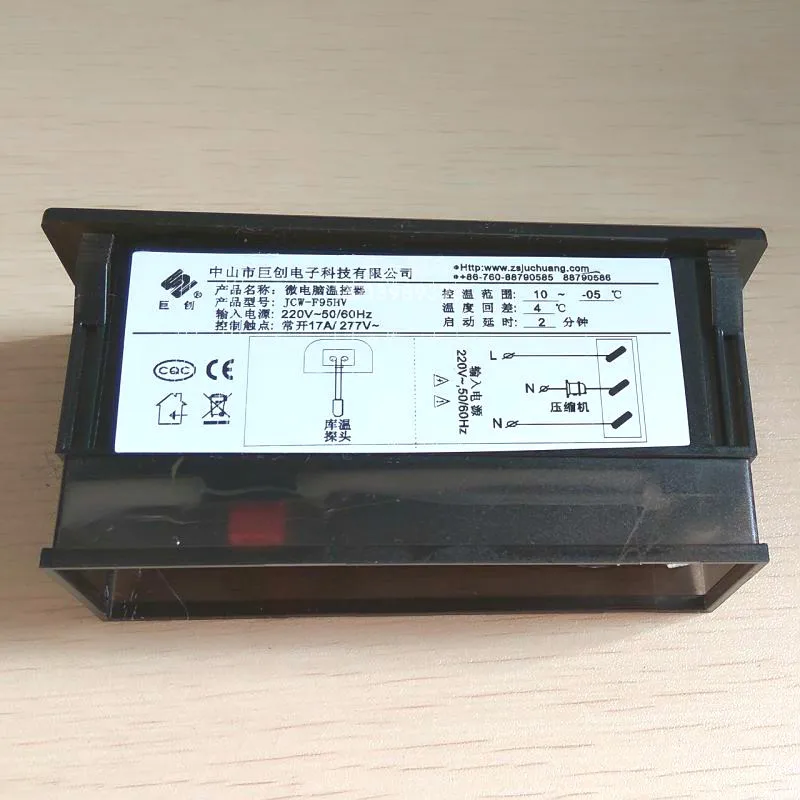 中山市巨创电子科技有限公司
产品名称：微电脑温控器
产品型号：JCW-F95HV
输入电源：220V~50/60Hz
控制触点：常开17A/277V~
●Http:www.zsjuchuang.com
●+86-760-88790585 88790586
控 温 范 围： 10 ~ -05 ℃
温 度 回 差： 4 ℃
启 动 延 时： 2 分钟
巨 创 ®
CQC CE
库温
探头
输入电源
220V~,50/60Hz
L
N
压缩机
N